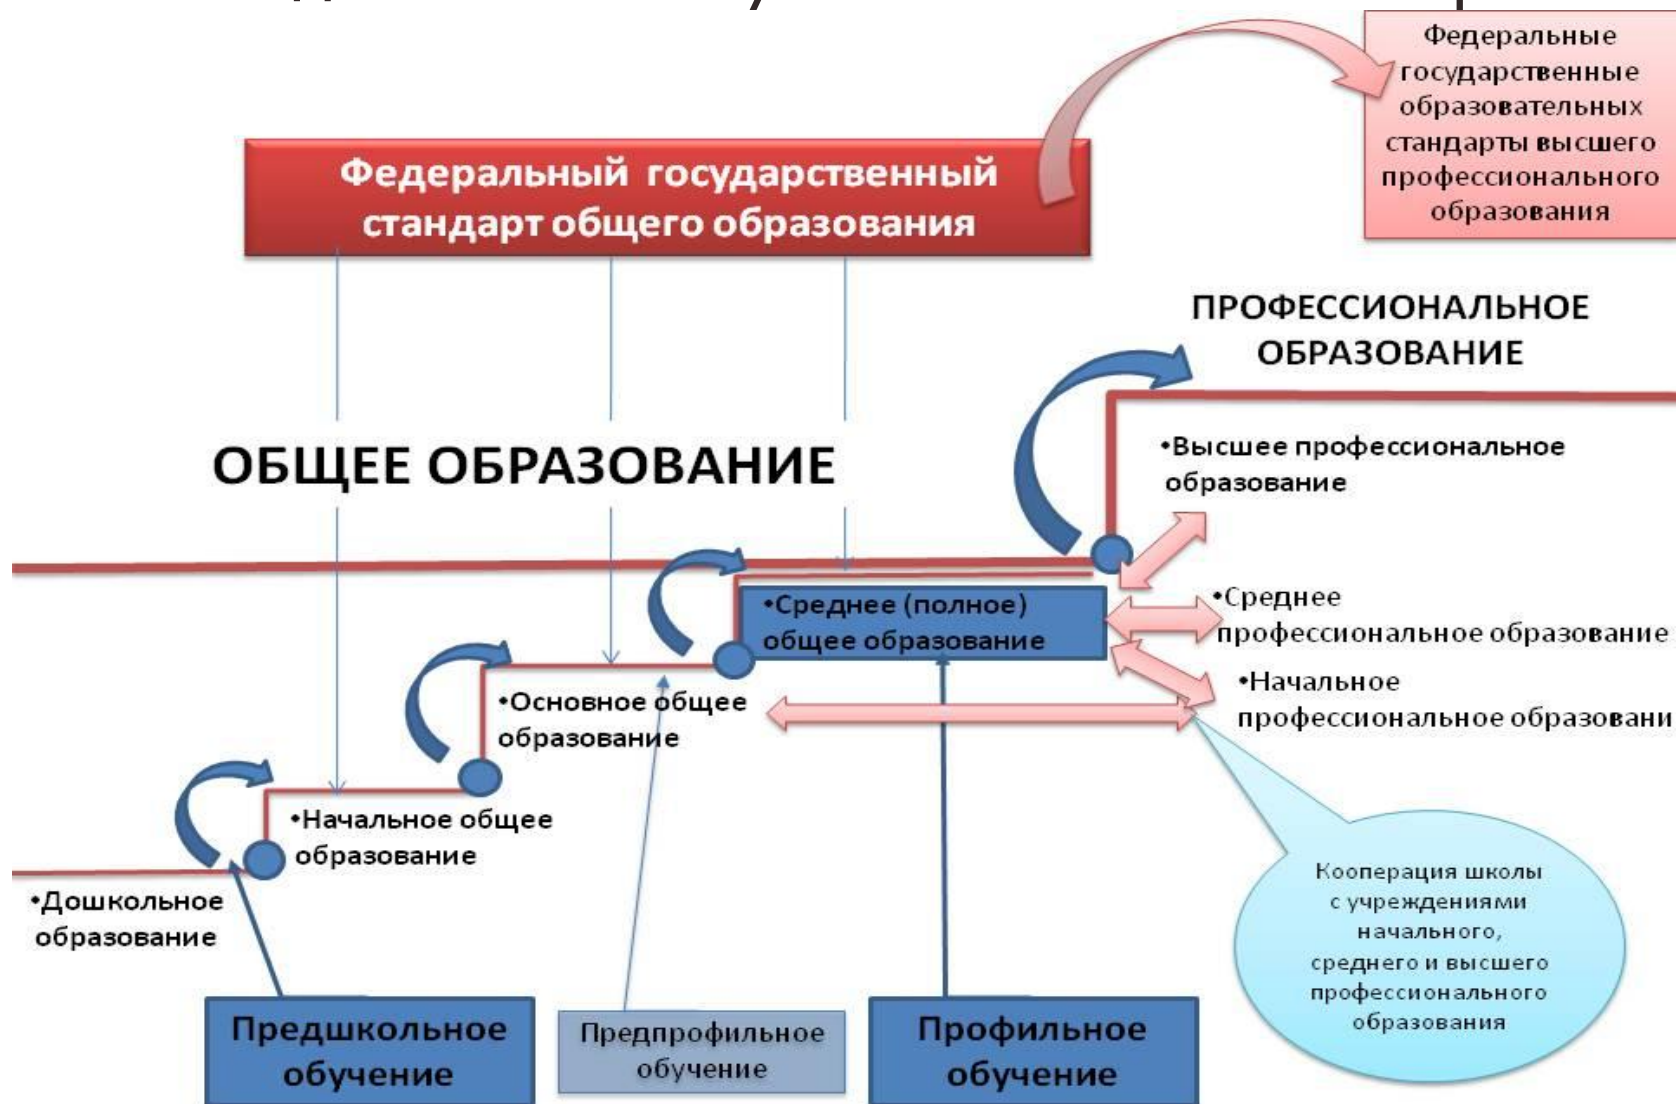 Федеральные
государственные
образовательных
стандарты высшего
профессионального
образования
Федеральный государственный
стандарт общего образования
ПРОФЕССИОНАЛЬНОЕ
ОБРАЗОВАНИЕ
ОБЩЕЕ ОБРАЗОВАНИЕ
•Высшее профессиональное
образование
•Среднее (полное)
общее образование
•Среднее
профессиональное образование
•Начальное
профессиональное образовани
•Основное общее
образование
•Начальное общее
образование
•Дошкольное
образование
Кооперация школы
с учреждениями
начального,
среднего и высшего
профессионального
образования
Предшкольное
обучение
Предпрофильное
обучение
Профильное
обучение